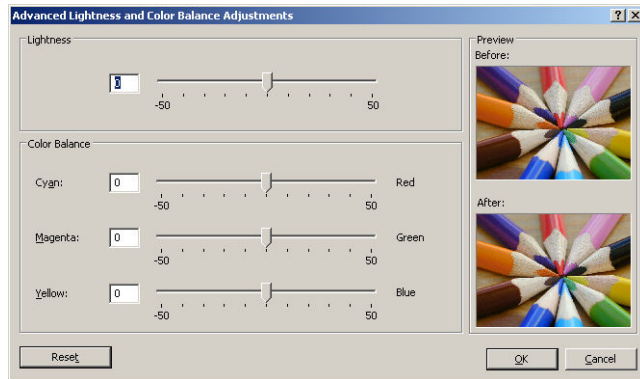 Advanced Lightness and Color Balance Adjustments
Lightness
0
-50 50
Color Balance
Cyan: 0 Red
-50 50
Magenta: 0 Green
-50 50
Yellow: 0 Blue
-50 50
Preview
Before:
After:
Reset
OK Cancel